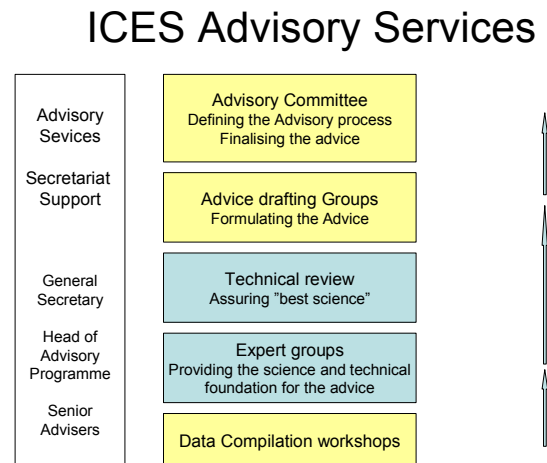 ICES Advisory Services
Advisory
Sevices
Secretariat
Support
General
Secretary
Head of
Advisory
Programme
Senior
Advisers
Advisory Committee
Defining the Advisory process
Finalising the advice
Advice drafting Groups
Formulating the Advice
Technical review
Assuring ”best science”
Expert groups
Providing the science and technical
foundation for the advice
Data Compilation workshops